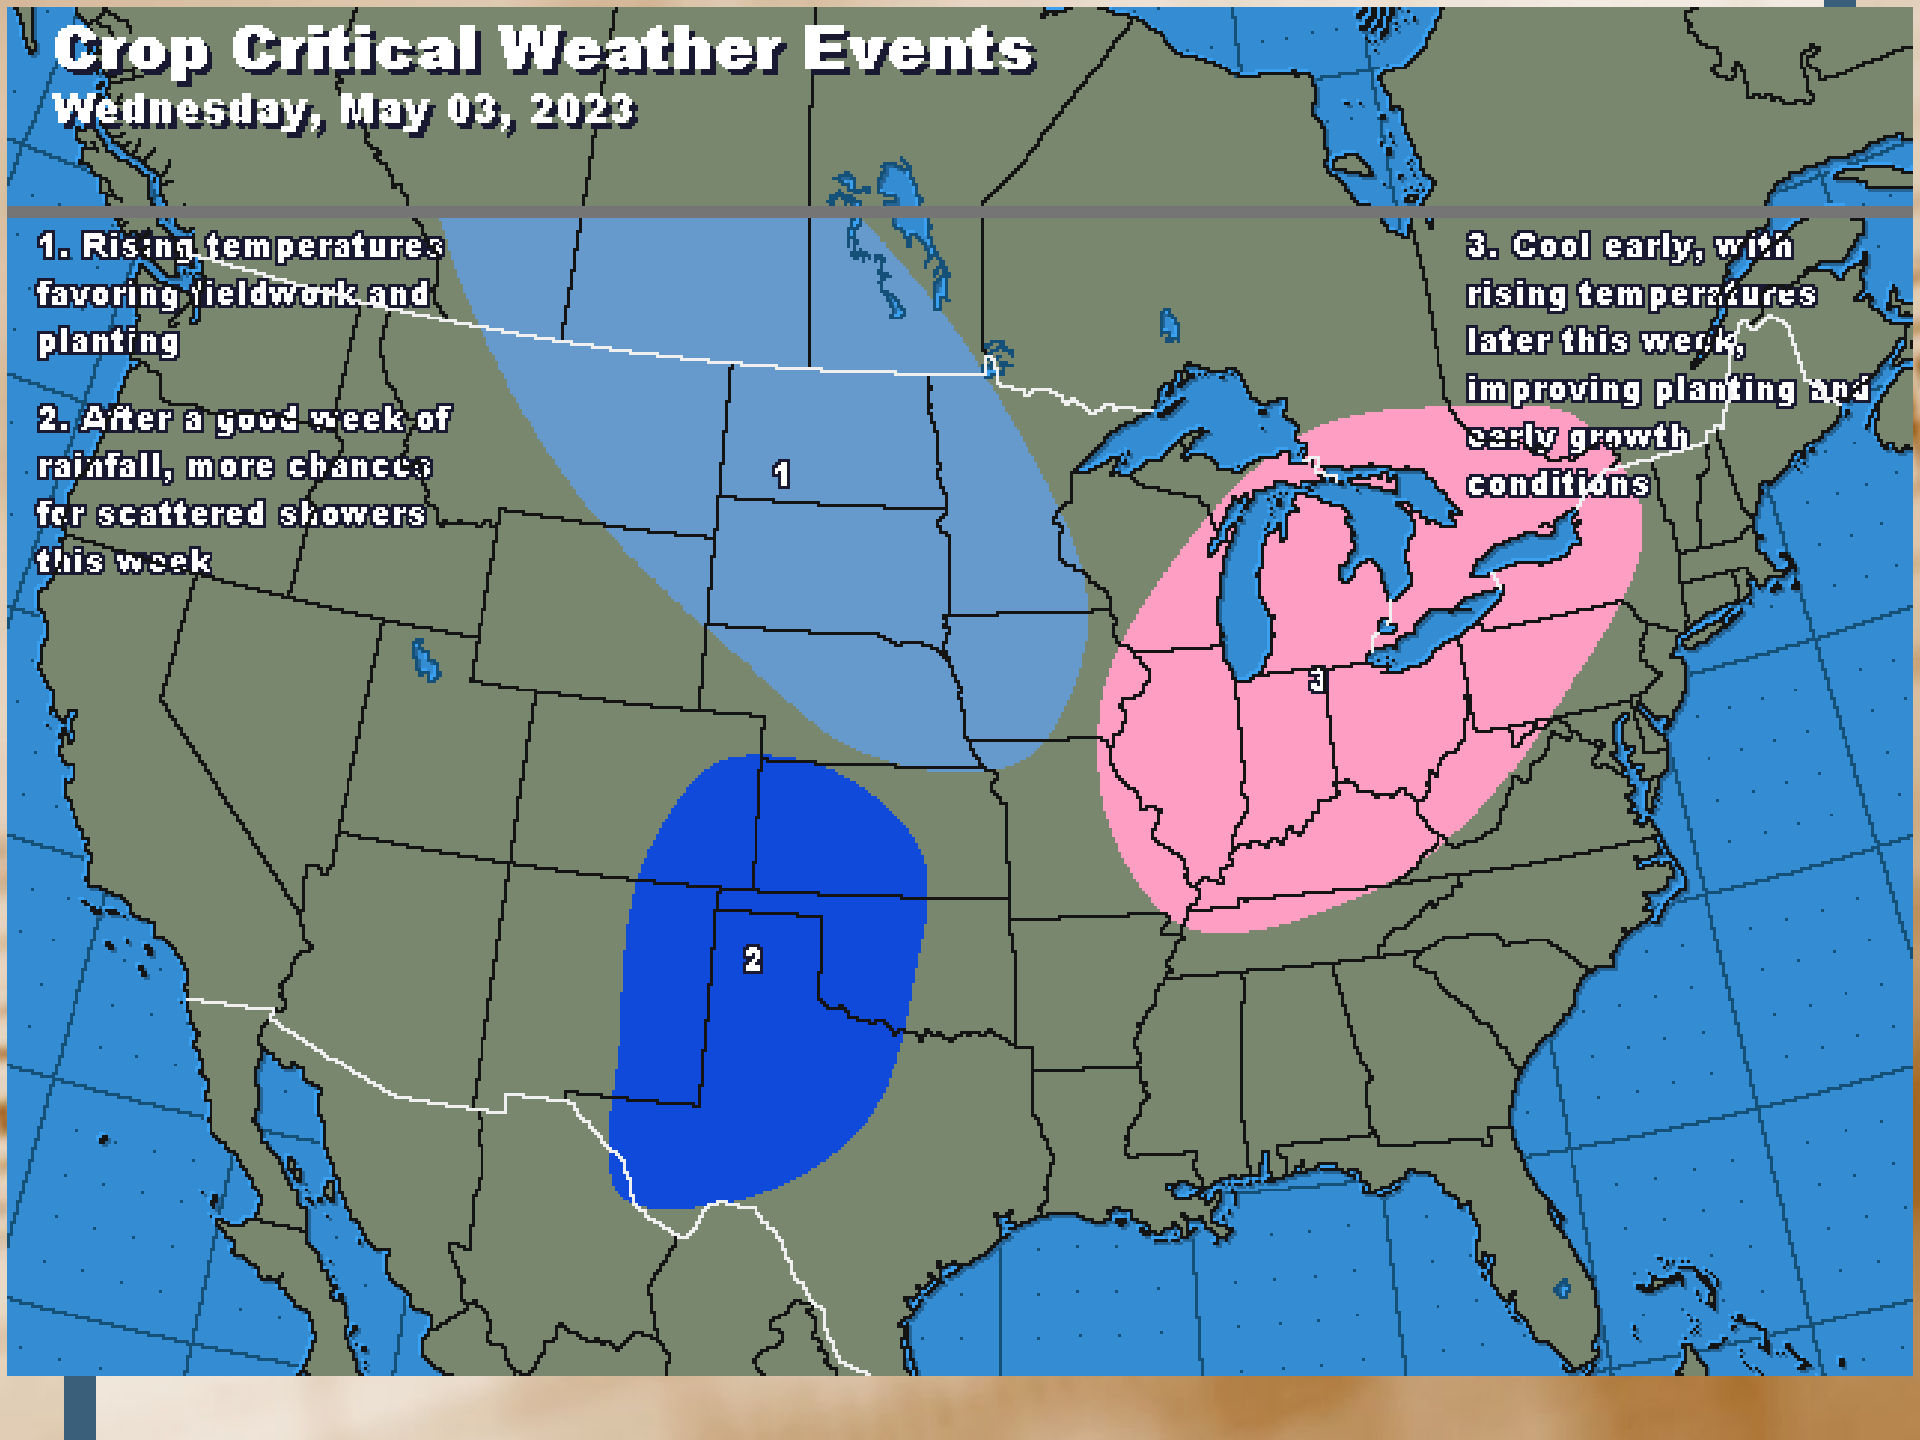 Crop Critical Weather Events
Wednesday, May 03, 2023
1. Rising temperatures
favoring fieldwork and
planting
2. After a good week of
rainfall, more chances
for scattered showers
this week
3. Cool early, with
rising temperatures
later this week,
improving planting and
early growth
conditions
1
3
2